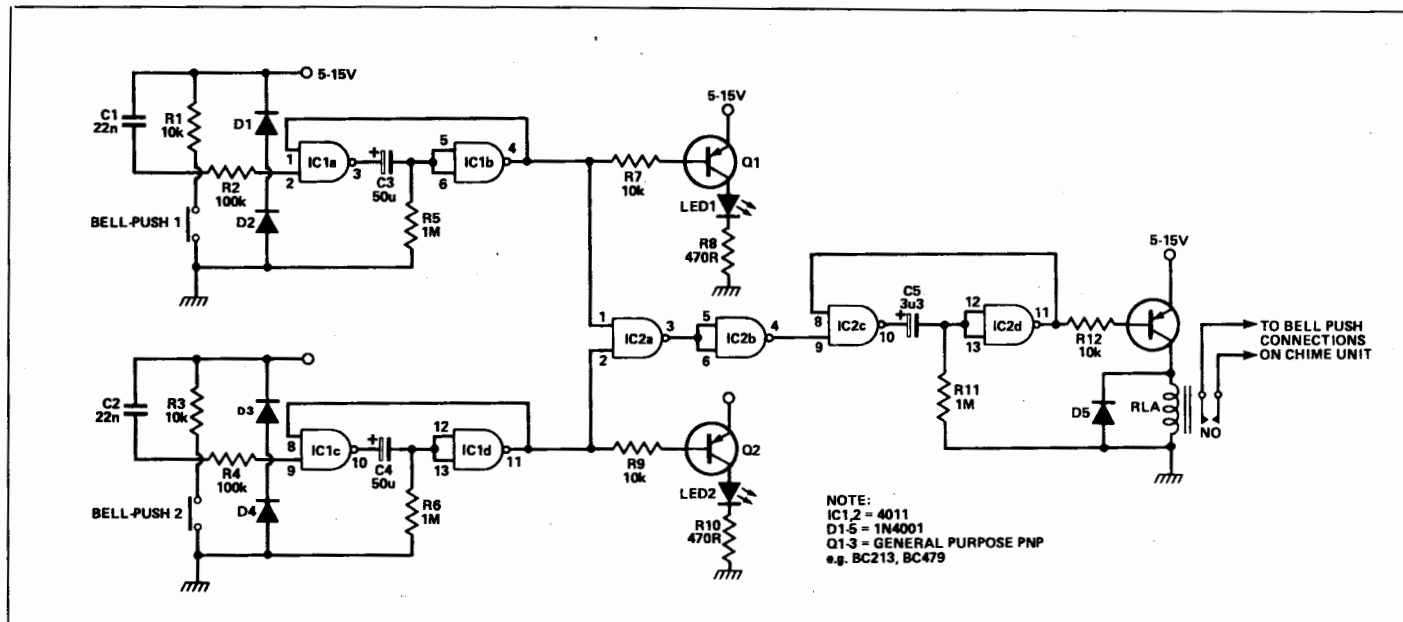 5-15V
C1
22n
R1
10k
D1
1
2
IC1a
3
+
C3
50u
5
6
IC1b
4
R2
100k
D2
BELL-PUSH 1
R5
1M
R7
10k
5-15V
Q1
LED1
R8
470R
1
2
IC2a
3
5
6
IC2b
4
8
9
IC2c
10
+
C5
3u3
12
13
IC2d
11
R12
10k
5-15V
R11
1M
D5
RLA
NO
TO BELL PUSH
CONNECTIONS
ON CHIME UNIT
C2
22n
R3
10k
D3
8
9
IC1c
10
+
C4
50u
12
13
IC1d
11
R4
100k
D4
BELL-PUSH 2
R6
1M
R9
10k
Q2
LED2
R10
470R
NOTE:
IC1,2 = 4011
D1-5 = 1N4001
Q1-3 = GENERAL PURPOSE PNP
e.g. BC213, BC479